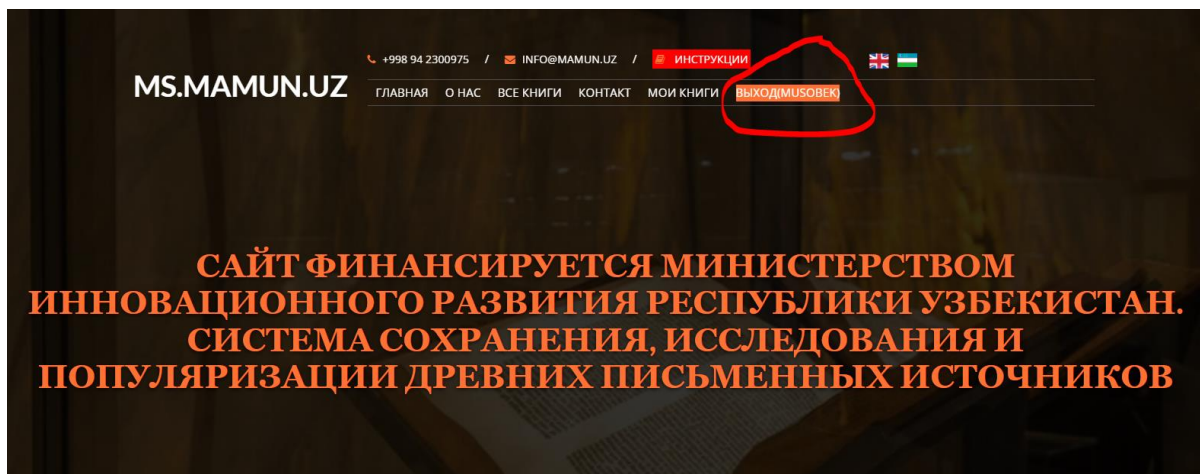 +998 94 2300975 / INFO@MAMUN.UZ / ИНСТРУКЦИИ
MS.MAMUN.UZ
ГЛАВНАЯ О НАС ВСЕ КНИГИ КОНТАКТ МОИ КНИГИ ВЫХОД(MUSOBEK)
САЙТ ФИНАНСИРУЕТСЯ МИНИСТЕРСТВОМ
ИННОВАЦИОННОГО РАЗВИТИЯ РЕСПУБЛИКИ УЗБЕКИСТАН.
СИСТЕМА СОХРАНЕНИЯ, ИССЛЕДОВАНИЯ И
ПОПУЛЯРИЗАЦИИ ДРЕВНИХ ПИСЬМЕННЫХ ИСТОЧНИКОВ